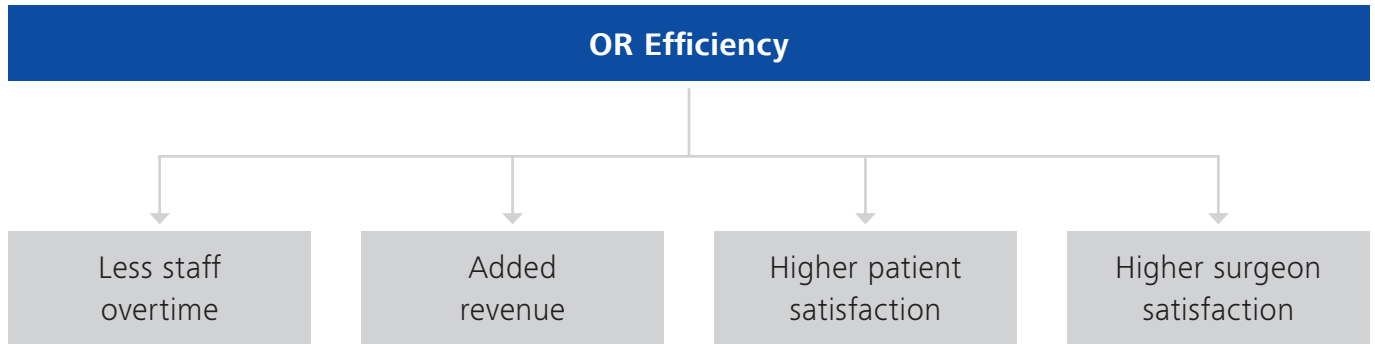 OR Efficiency
Less staff
overtime
Added
revenue
Higher patient
satisfaction
Higher surgeon
satisfaction